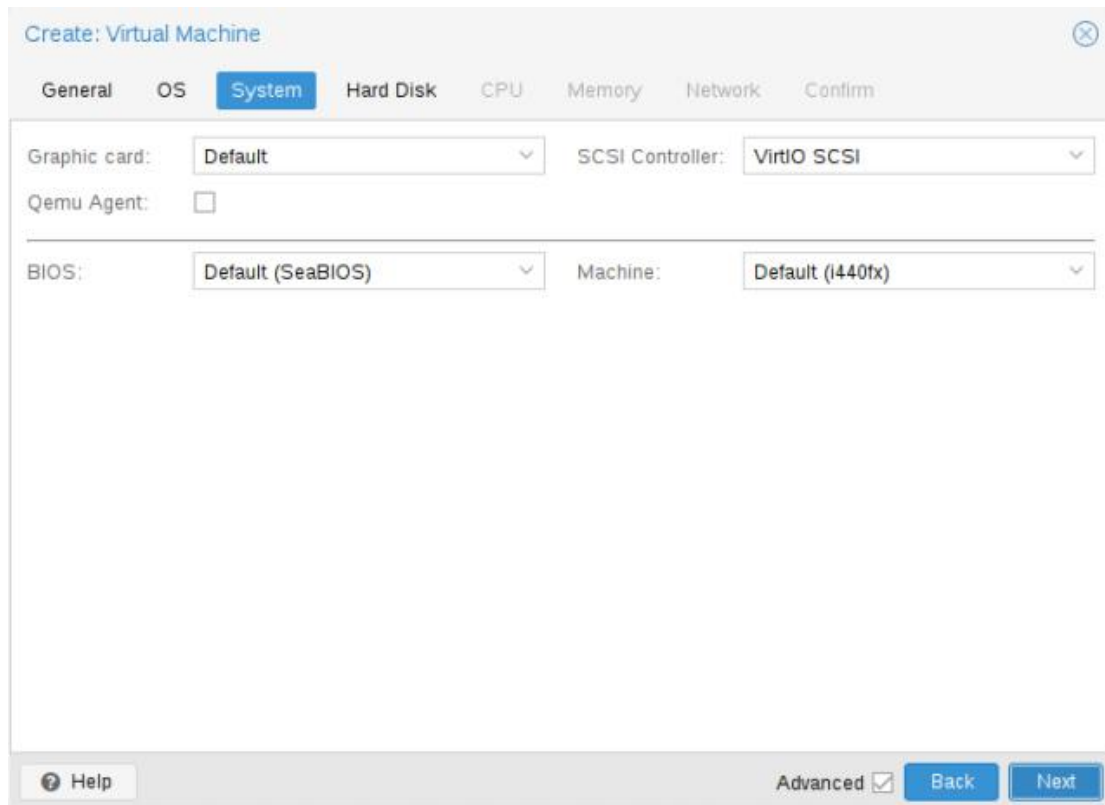 Create: Virtual Machine
General OS System Hard Disk CPU Memory Network Confirm
Graphic card: Default SCSI Controller: VirtIO SCSI
Qemu Agent:
BIOS: Default (SeaBIOS) Machine: Default (i440fx)
Help Advanced Back Next